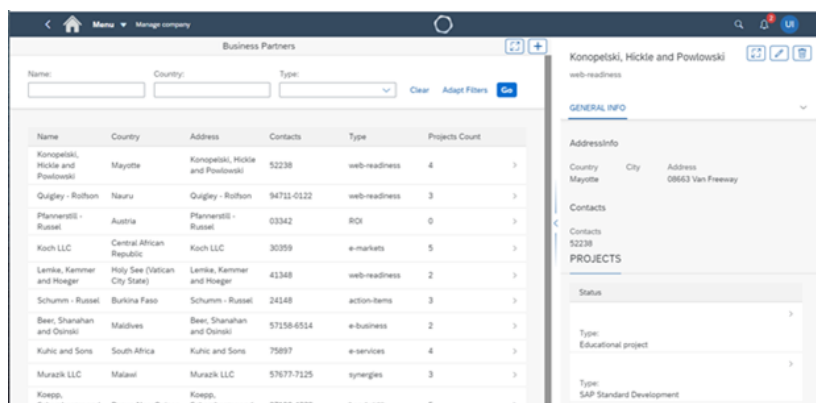 Menu Manage company
2
UI
Business Partners
Name: Country: Type:
Clear Adapt Filters Go
Name Country Address Contacts Type Projects Count
Konopelski, Hickle and Powlowski Mayotte Konopelski, Hickle and Powlowski 52238 web-readiness 4
Quigley - Rolfson Nauru Quigley - Rolfson 94711-0122 web-readiness 3
Pfannerstill - Russel Austria Pfannerstill - Russel 03342 ROI 0
Koch LLC Central African Republic Koch LLC 30359 e-markets 5
Lemke, Kemmer and Hoeger Holy See (Vatican City State) Lemke, Kemmer and Hoeger 41348 web-readiness 2
Schumm - Russel Burkina Faso Schumm - Russel 24148 action-items 3
Beer, Shanahan and Osinski Maldives Beer, Shanahan and Osinski 57158-6514 e-business 2
Kuhic and Sons South Africa Kuhic and Sons 75897 e-services 4
Murazik LLC Malawi Murazik LLC 57677-7125 synergies 3
Koepp, Koepp,
Konopelski, Hickle and Powlowski
web-readiness
GENERAL INFO
AddressInfo
Country City Address
Mayotte 08663 Van Freeway
Contacts
Contacts
52238
PROJECTS
Status
Type:
Educational project
Type:
SAP Standard Development